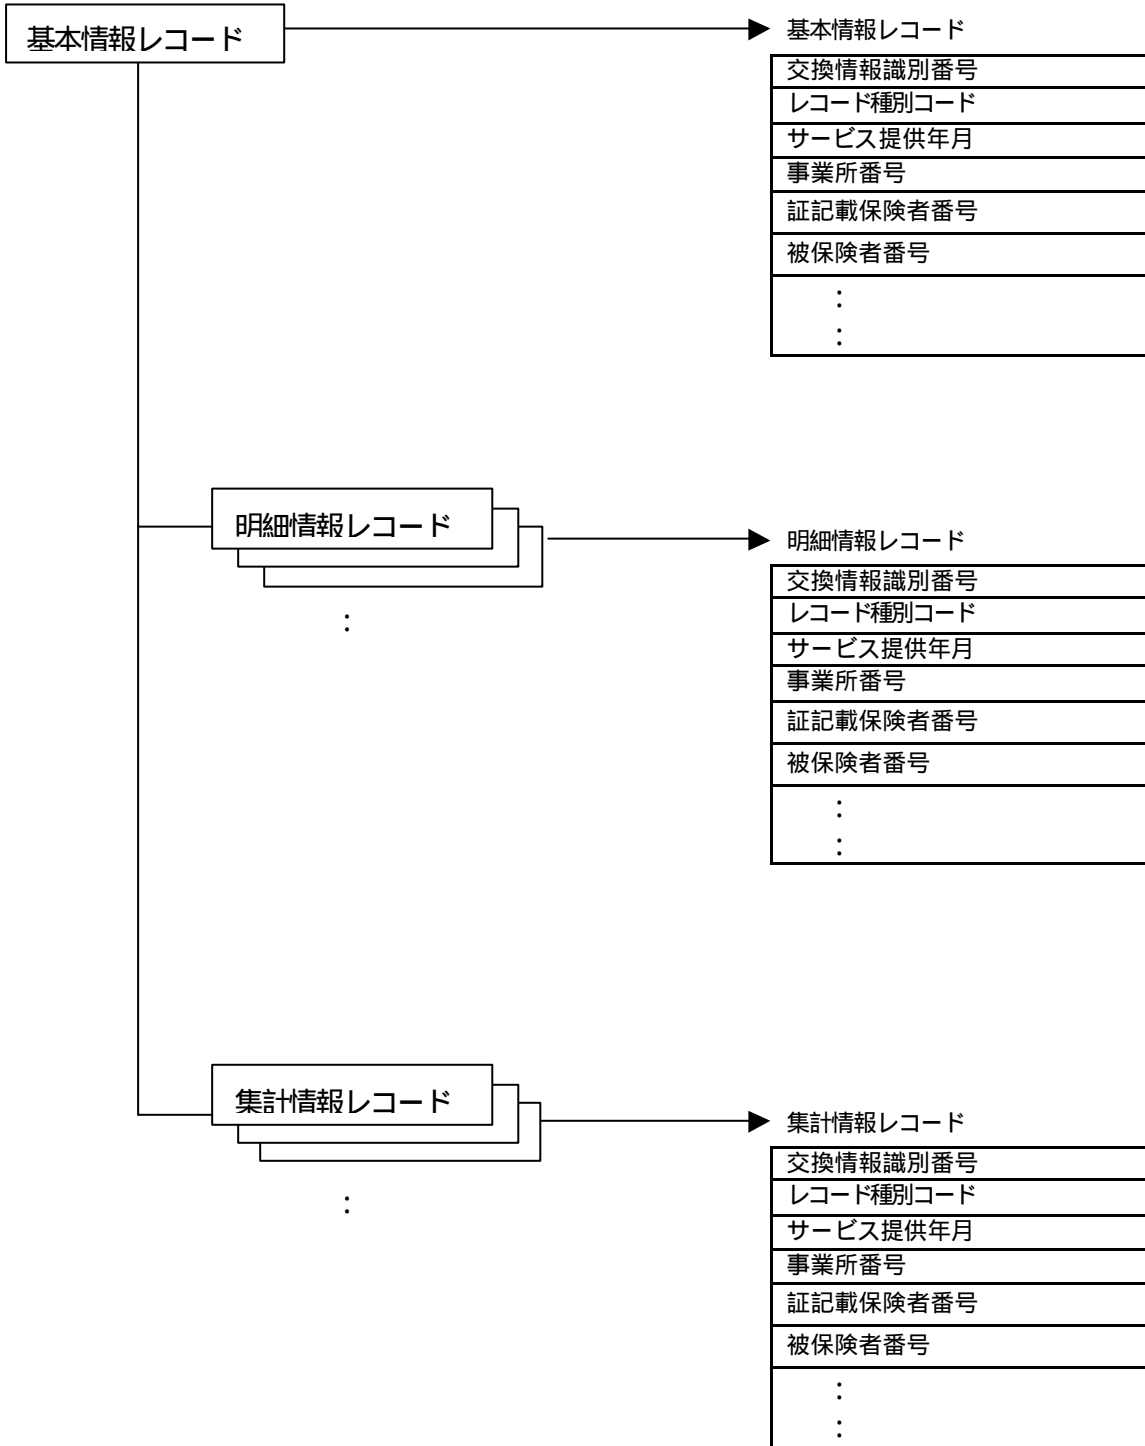 基本情報レコード
基本情報レコード
交換情報識別番号
レコード種別コード
サービス提供年月
事業所番号
証記載保険者番号
被保険者番号
：
：
明細情報レコード
：
明細情報レコード
交換情報識別番号
レコード種別コード
サービス提供年月
事業所番号
証記載保険者番号
被保険者番号
：
：
集計情報レコード
：
集計情報レコード
交換情報識別番号
レコード種別コード
サービス提供年月
事業所番号
証記載保険者番号
被保険者番号
：
：